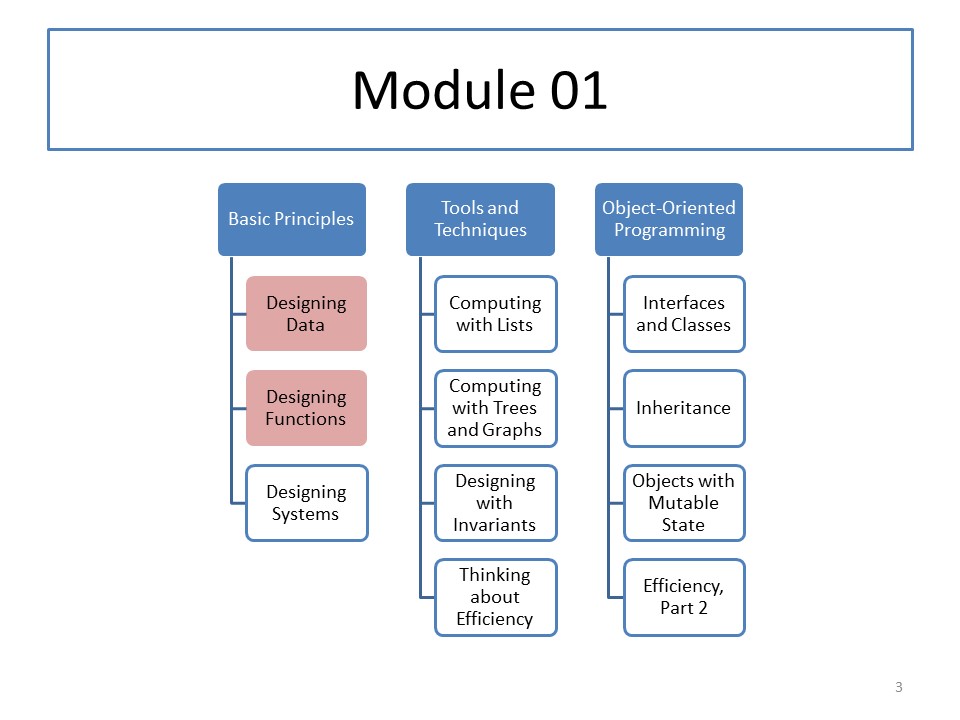 Module 01
Basic Principles
Designing
Data
Designing
Functions
Designing
Systems
Tools and
Techniques
Computing
with Lists
Computing
with Trees
and Graphs
Designing
with
Invariants
Thinking
about
Efficiency
Object-Oriented
Programming
Interfaces
and Classes
Inheritance
Objects with
Mutable
State
Efficiency,
Part 2
3